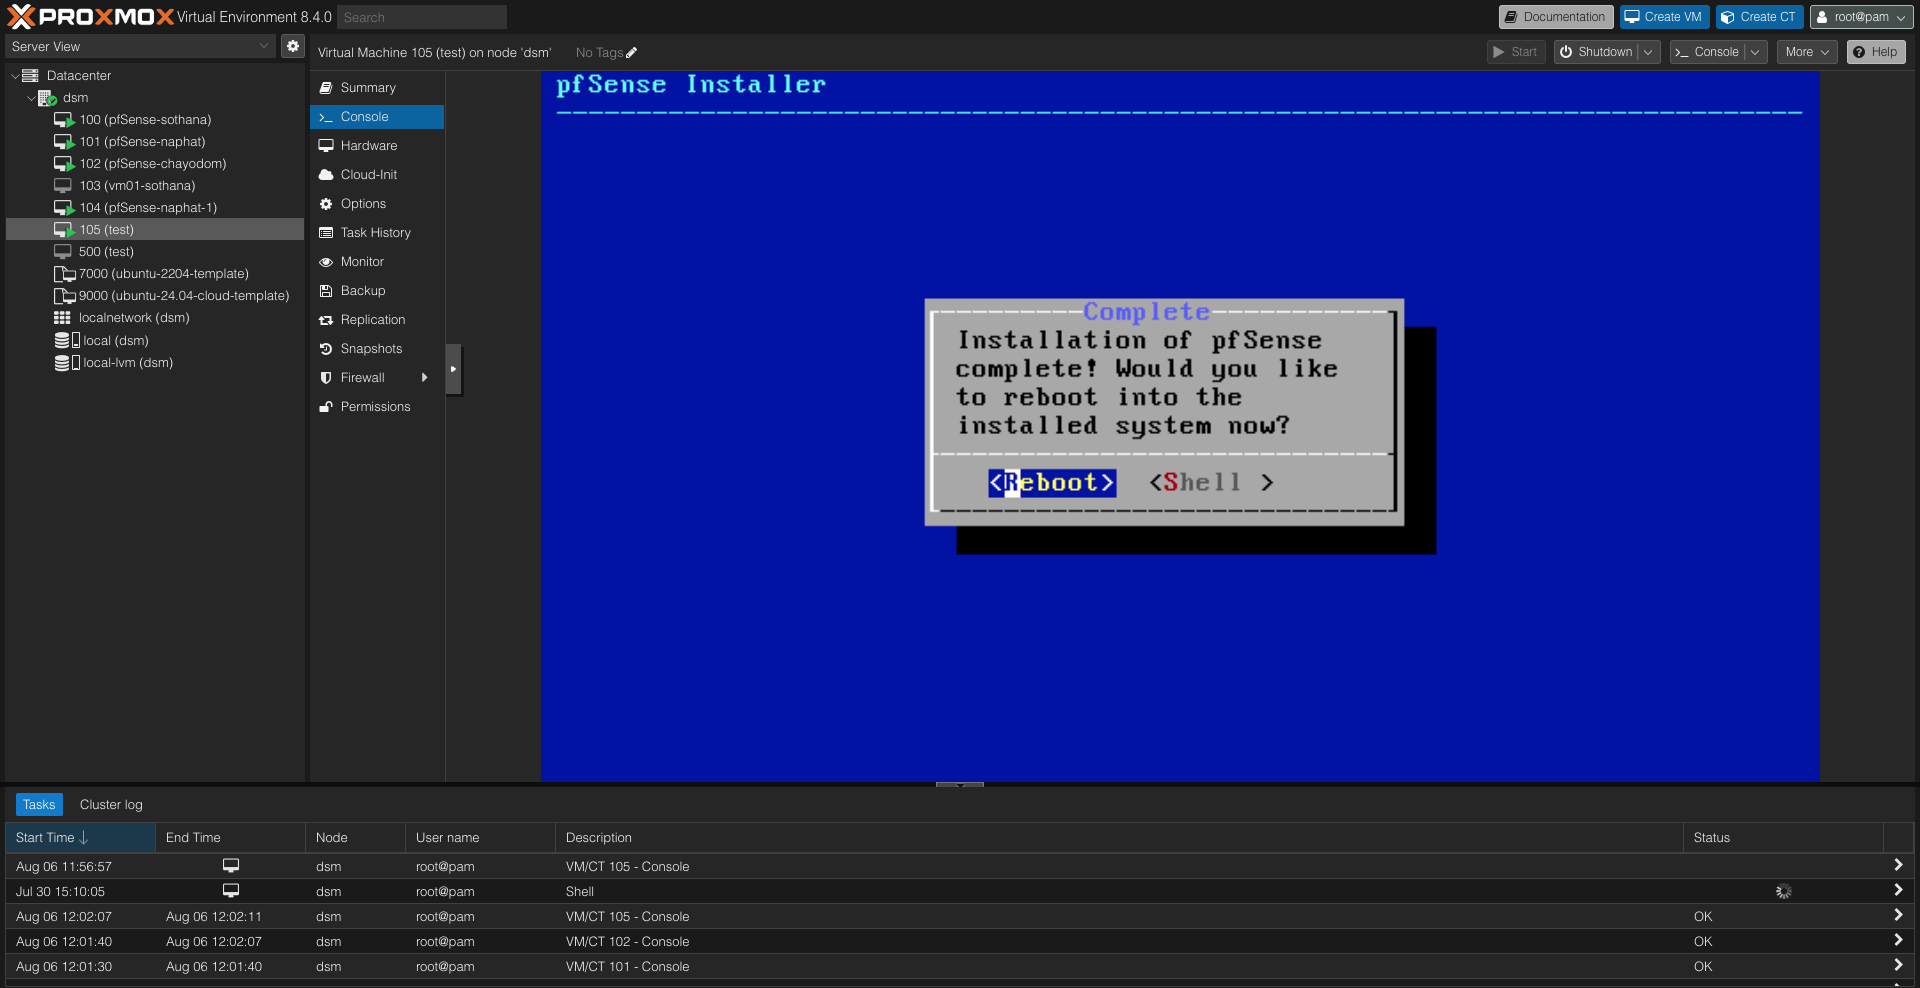 PROXMOX Virtual Environment 8.4.0 Search Documentation Create VM Create CT root@pam
Server View
Virtual Machine 105 (test) on node 'dsm' No Tags Start Shutdown Console More Help
Datacenter
dsm
100 (pfSense-sothana)
101 (pfSense-naphat)
102 (pfSense-chayodom)
103 (vm01-sothana)
104 (pfSense-naphat-1)
105 (test)
500 (test)
7000 (ubuntu-2204-template)
9000 (ubuntu-24.04-cloud-template)
localnetwork (dsm)
local (dsm)
local-lvm (dsm)
Summary
Console
Hardware
Cloud-Init
Options
Task History
Monitor
Backup
Replication
Snapshots
Firewall
Permissions
pfSense Installer
Complete
Installation of pfSense
complete! Would you like
to reboot into the
installed system now?
<Reboot> <Shell >
Tasks Cluster log
Start Time End Time Node User name Description Status
Aug 06 11:56:57 dsm root@pam VM/CT 105 - Console
Jul 30 15:10:05 dsm root@pam Shell
Aug 06 12:02:07 Aug 06 12:02:11 dsm root@pam VM/CT 105 - Console OK
Aug 06 12:01:40 Aug 06 12:02:07 dsm root@pam VM/CT 102 - Console OK
Aug 06 12:01:30 Aug 06 12:01:40 dsm root@pam VM/CT 101 - Console OK